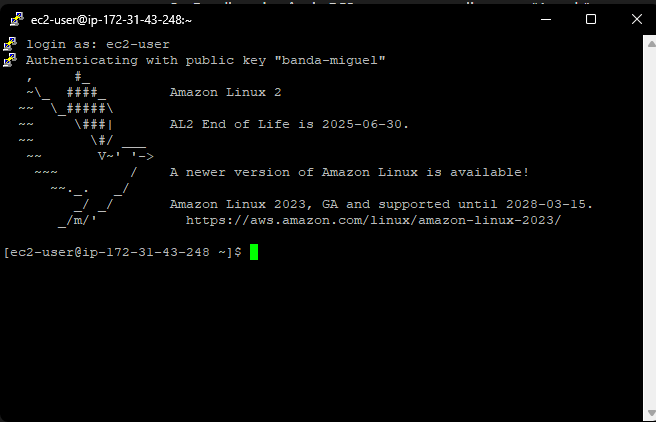 ec2-user@ip-172-31-43-248:~
login as: ec2-user
Authenticating with public key "banda-miguel"
   ,     #_
   ~\_  ####_        Amazon Linux 2
  ~~  \_#####\
  ~~     \###|       AL2 End of Life is 2025-06-30.
  ~~       \#/ ___
   ~~       V~' '->
    ~~~         /    A newer version of Amazon Linux is available!
      ~~._.   _/
         _/ _/       Amazon Linux 2023, GA and supported until 2028-03-15.
       _/m/'           https://aws.amazon.com/linux/amazon-linux-2023/
[ec2-user@ip-172-31-43-248 ~]$